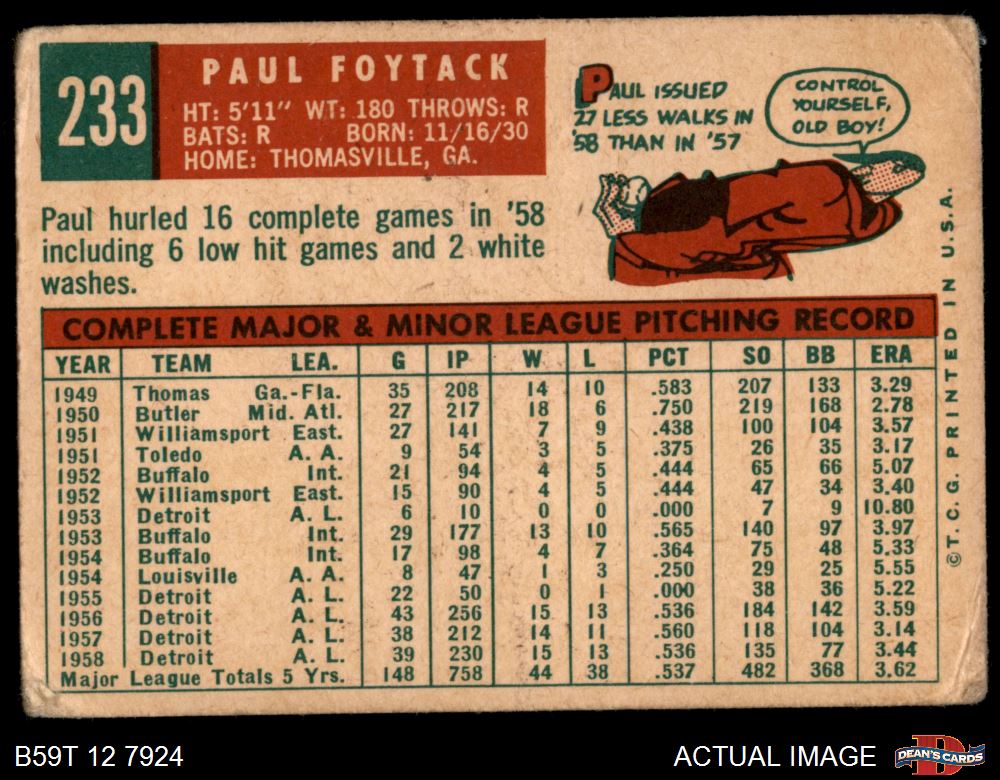 233
PAUL FOYTACK
HT: 5'11" WT: 180 THROWS: R
BATS: R BORN: 11/16/30
HOME: THOMASVILLE, GA.
PAUL ISSUED
27 LESS WALKS IN
'58 THAN IN '57
CONTROL
YOURSELF,
OLD BOY!
Paul hurled 16 complete games in '58
including 6 low hit games and 2 white
washes.
COMPLETE MAJOR & MINOR LEAGUE PITCHING RECORD
YEAR TEAM LEA. G IP W L PCT SO BB ERA
1949 Thomas Ga.-Fla. 35 208 14 10 .583 207 133 3.29
1950 Butler Mid. Atl. 27 217 18 6 .750 219 168 2.78
1951 Williamsport East. 27 141 7 9 .438 100 104 3.57
1951 Toledo A. A. 9 54 3 5 .375 26 35 3.17
1952 Buffalo Int. 21 94 4 5 .444 65 66 5.07
1952 Williamsport East. 15 90 4 5 .444 47 34 3.40
1953 Detroit A. L. 6 10 0 0 .000 7 9 10.80
1953 Buffalo Int. 29 177 13 10 .565 140 97 3.97
1954 Buffalo Int. 17 98 4 7 .364 75 48 5.33
1954 Louisville A. A. 8 47 1 3 .250 29 25 5.55
1955 Detroit A. L. 22 50 0 1 .000 38 36 5.22
1956 Detroit A. L. 43 256 15 13 .536 184 142 3.59
1957 Detroit A. L. 38 212 14 11 .560 118 104 3.14
1958 Detroit A. L. 39 230 15 13 .536 135 77 3.44
Major League Totals 5 Yrs. 148 758 44 38 .537 482 368 3.62
©T.C.G. PRINTED IN U.S.A.
B59T 12 7924
ACTUAL IMAGE
DEAN'S CARDS